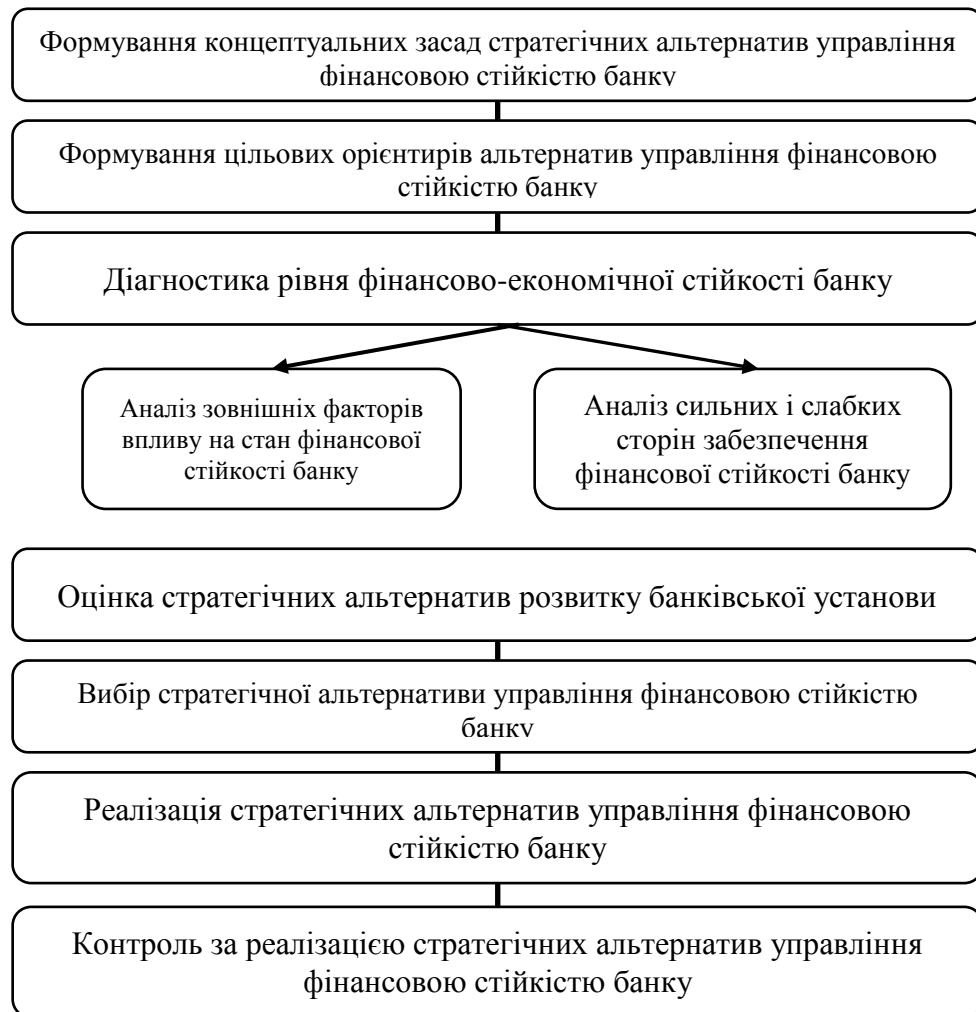 Формування концептуальних засад стратегічних альтернатив управління
фінансовою стійкістю банку
Формування цільових орієнтирів альтернатив управління фінансовою
стійкістю банку
Діагностика рівня фінансово-економічної стійкості банку
Аналіз зовнішніх факторів
впливу на стан фінансової
стійкості банку
Аналіз сильних і слабких
сторін забезпечення
фінансової стійкості банку
Оцінка стратегічних альтернатив розвитку банківської установи
Вибір стратегічної альтернативи управління фінансовою стійкістю
банку
Реалізація стратегічних альтернатив управління фінансовою
стійкістю банку
Контроль за реалізацією стратегічних альтернатив управління
фінансовою стійкістю банку